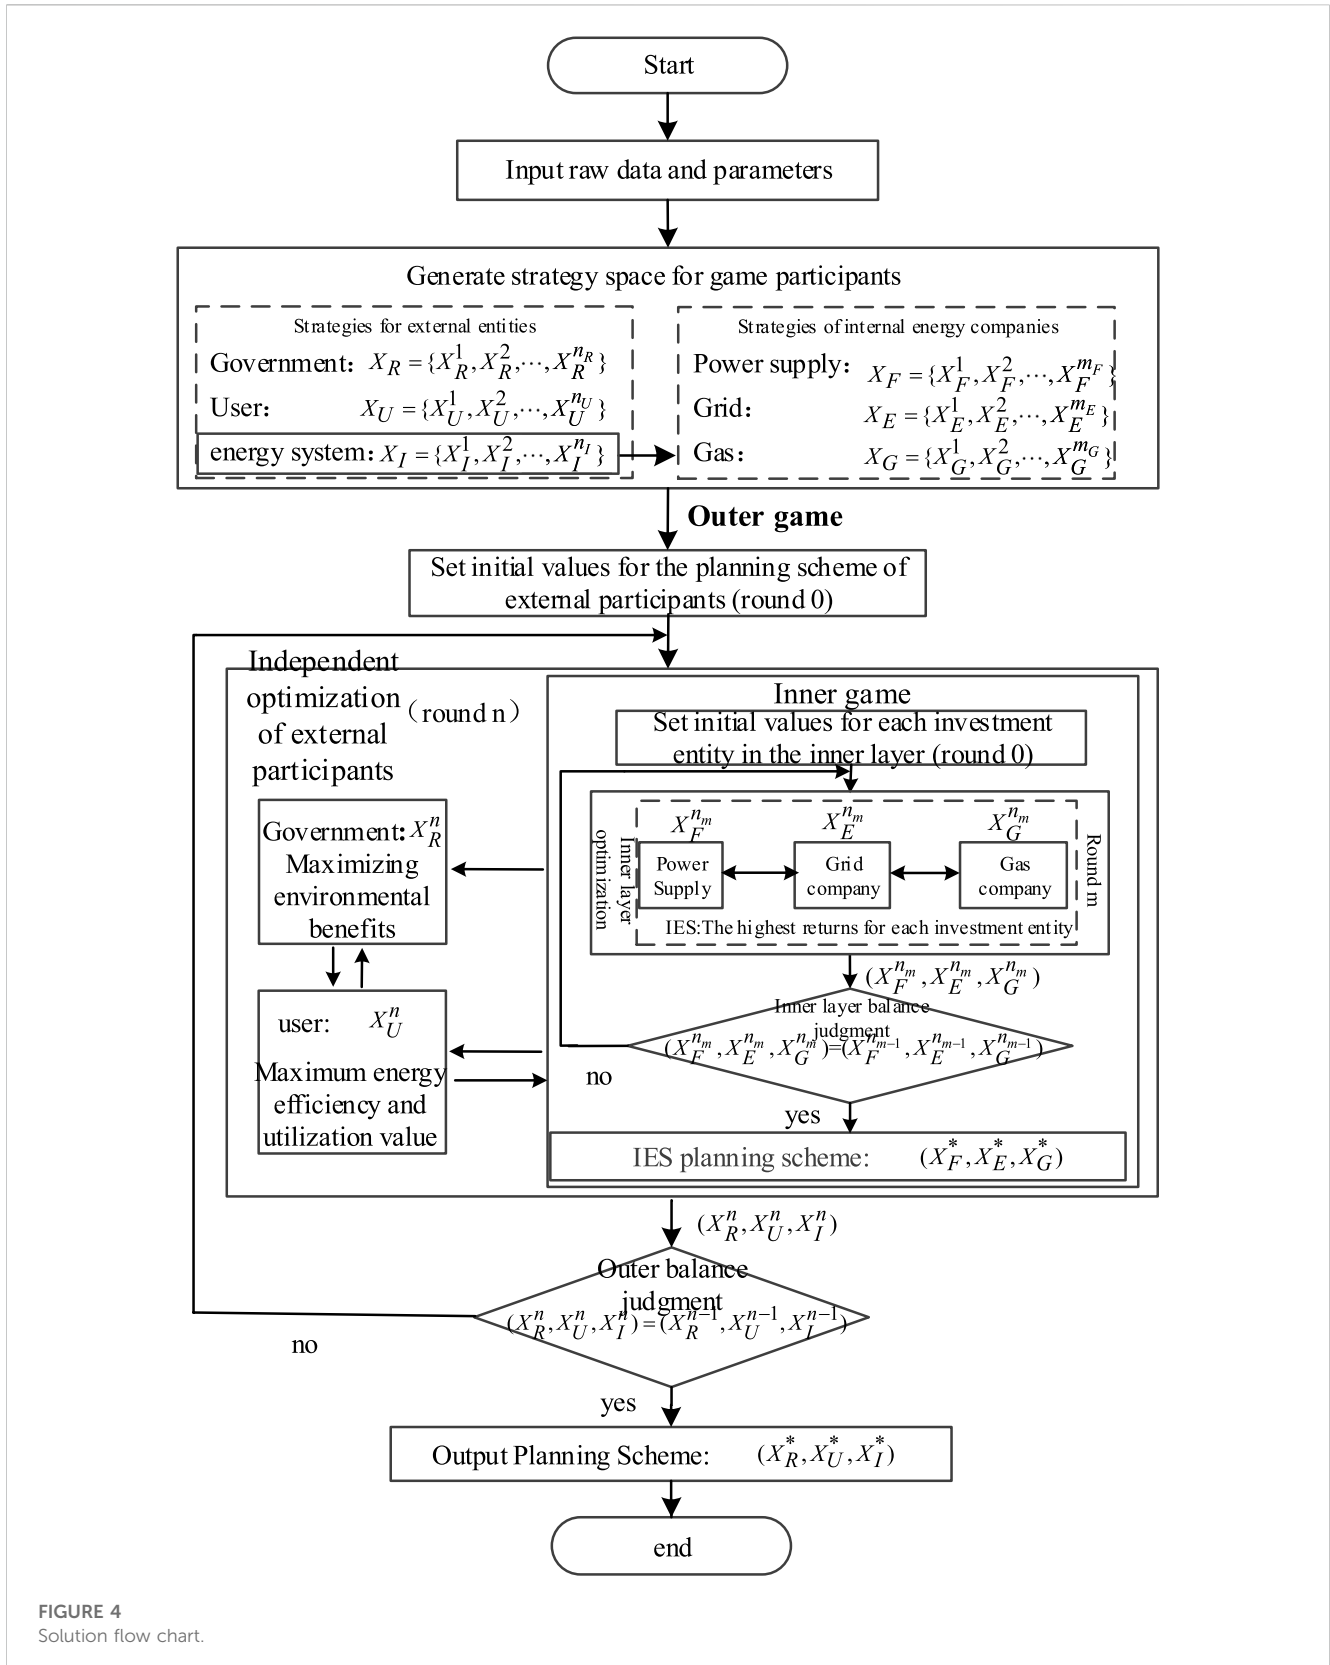 Start
Input raw data and parameters
Generate strategy space for game participants
Strategies for external entities
Government: X_R = {X_R^1, X_R^2, ⋯, X_R^{n_R}}
User: X_U = {X_U^1, X_U^2, ⋯, X_U^{n_U}}
energy system: X_I = {X_I^1, X_I^2, ⋯, X_I^{n_I}}
Strategies of internal energy companies
Power supply: X_F = {X_F^1, X_F^2, ⋯, X_F^{m_F}}
Grid: X_E = {X_E^1, X_E^2, ⋯, X_E^{m_E}}
Gas: X_G = {X_G^1, X_G^2, ⋯, X_G^{m_G}}
Outer game
Set initial values for the planning scheme of
external participants (round 0)
Independent
optimization
of external
participants
(round n)
Inner game
Set initial values for each investment
entity in the inner layer (round 0)
Inner layer
optimization
X_F^{n_m}
X_E^{n_m}
X_G^{n_m}
Power
Supply
Grid
company
Gas
company
Round m
IES:The highest returns for each investment entity
Government: X_R^n
Maximizing
environmental
benefits
user: X_U^n
Maximum energy
efficiency and
utilization value
(X_F^{n_m}, X_E^{n_m}, X_G^{n_m})
Inner layer balance
judgment
(X_F^{n_m}, X_E^{n_m}, X_G^{n_m})=(X_F^{n_{m-1}}, X_E^{n_{m-1}}, X_G^{n_{m-1}})
no
yes
IES planning scheme: (X_F^*, X_E^*, X_G^*)
(X_R^n, X_U^n, X_I^n)
Outer balance
judgment
(X_R^n, X_U^n, X_I^n) = (X_R^{n-1}, X_U^{n-1}, X_I^{n-1})
no
yes
Output Planning Scheme: (X_R^*, X_U^*, X_I^*)
end
FIGURE 4
Solution flow chart.